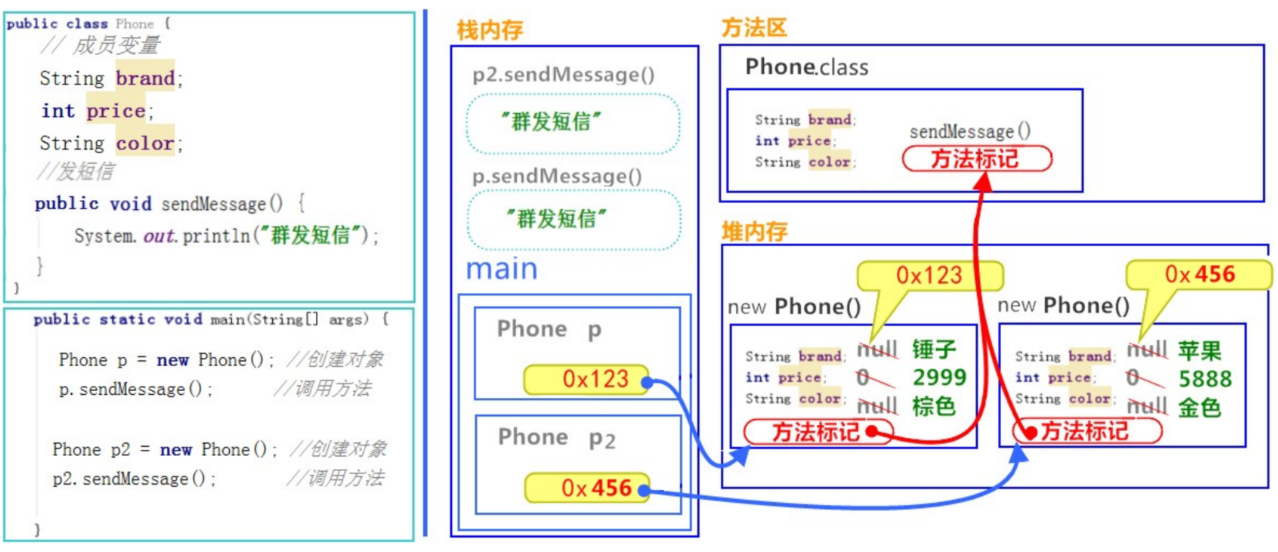 public class Phone {
// 成员变量
String brand;
int price;
String color;
//发短信
public void sendMessage() {
System.out.println("群发短信");
}
}
public static void main(String[] args) {
Phone p = new Phone(); //创建对象
p.sendMessage(); //调用方法
Phone p2 = new Phone(); //创建对象
p2.sendMessage(); //调用方法
}
栈内存
p2.sendMessage()
"群发短信"
p.sendMessage()
"群发短信"
main
Phone p
0x123
Phone p2
0x456
方法区
Phone.class
String brand;
int price;
String color;
sendMessage()
方法标记
堆内存
0x123
new Phone()
String brand; null 锤子
int price; 0 2999
String color; null 棕色
方法标记
0x456
new Phone()
String brand; null 苹果
int price; 0 5888
String color; null 金色
方法标记